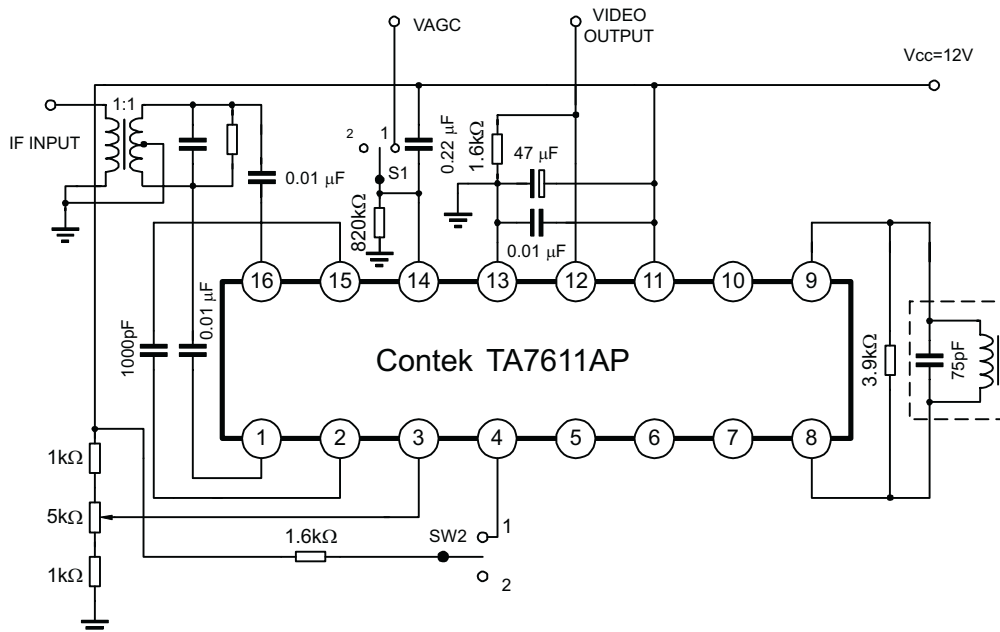 VAGC
VIDEO
OUTPUT
Vcc=12V
1:1
IF INPUT
2
1
S1
0.22 µF
1.6kΩ
47 µF
0.01 µF
820kΩ
0.01 µF
16
15
14
13
12
11
10
9
1000pF
0.01 µF
Contek TA7611AP
3.9kΩ
75pF
1
2
3
4
5
6
7
8
1kΩ
5kΩ
1kΩ
1.6kΩ
SW2
1
2